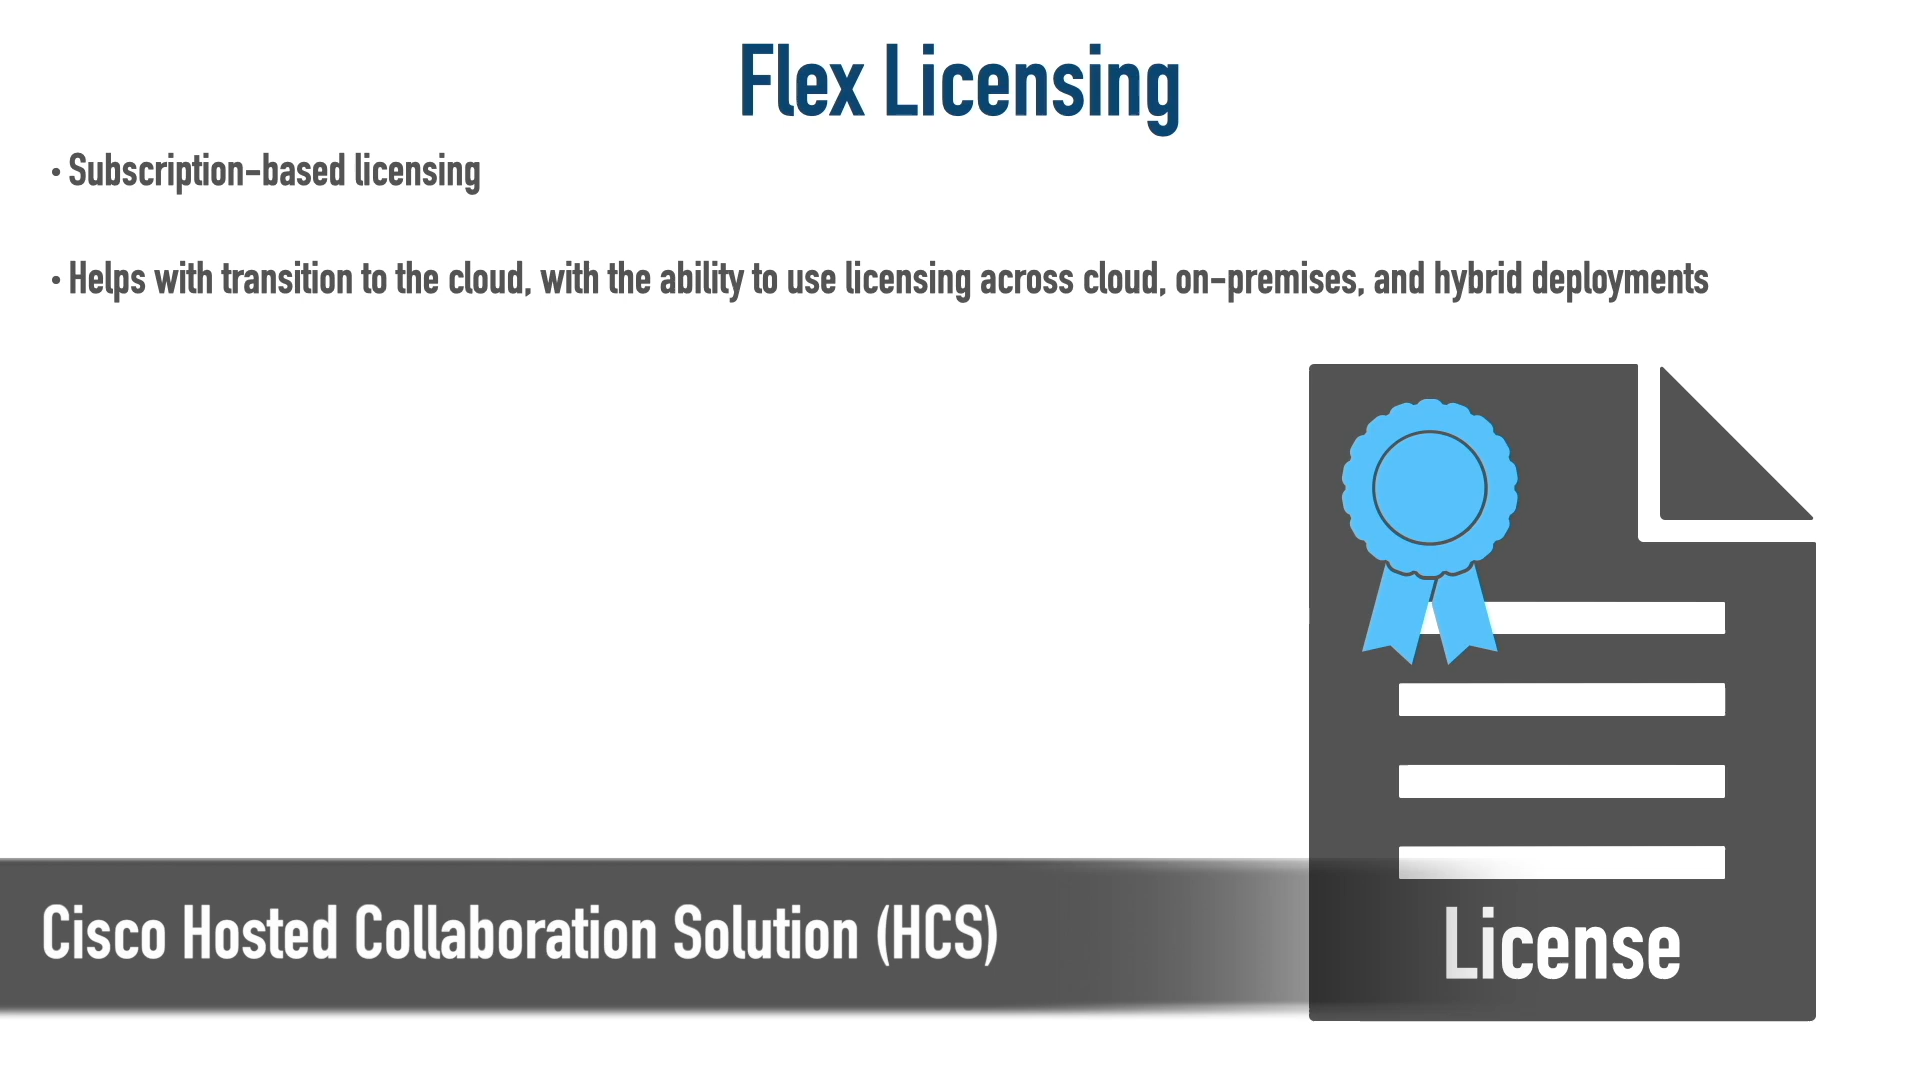 Flex Licensing
• Subscription-based licensing
• Helps with transition to the cloud, with the ability to use licensing across cloud, on-premises, and hybrid deployments
Cisco Hosted Collaboration Solution (HCS)
License